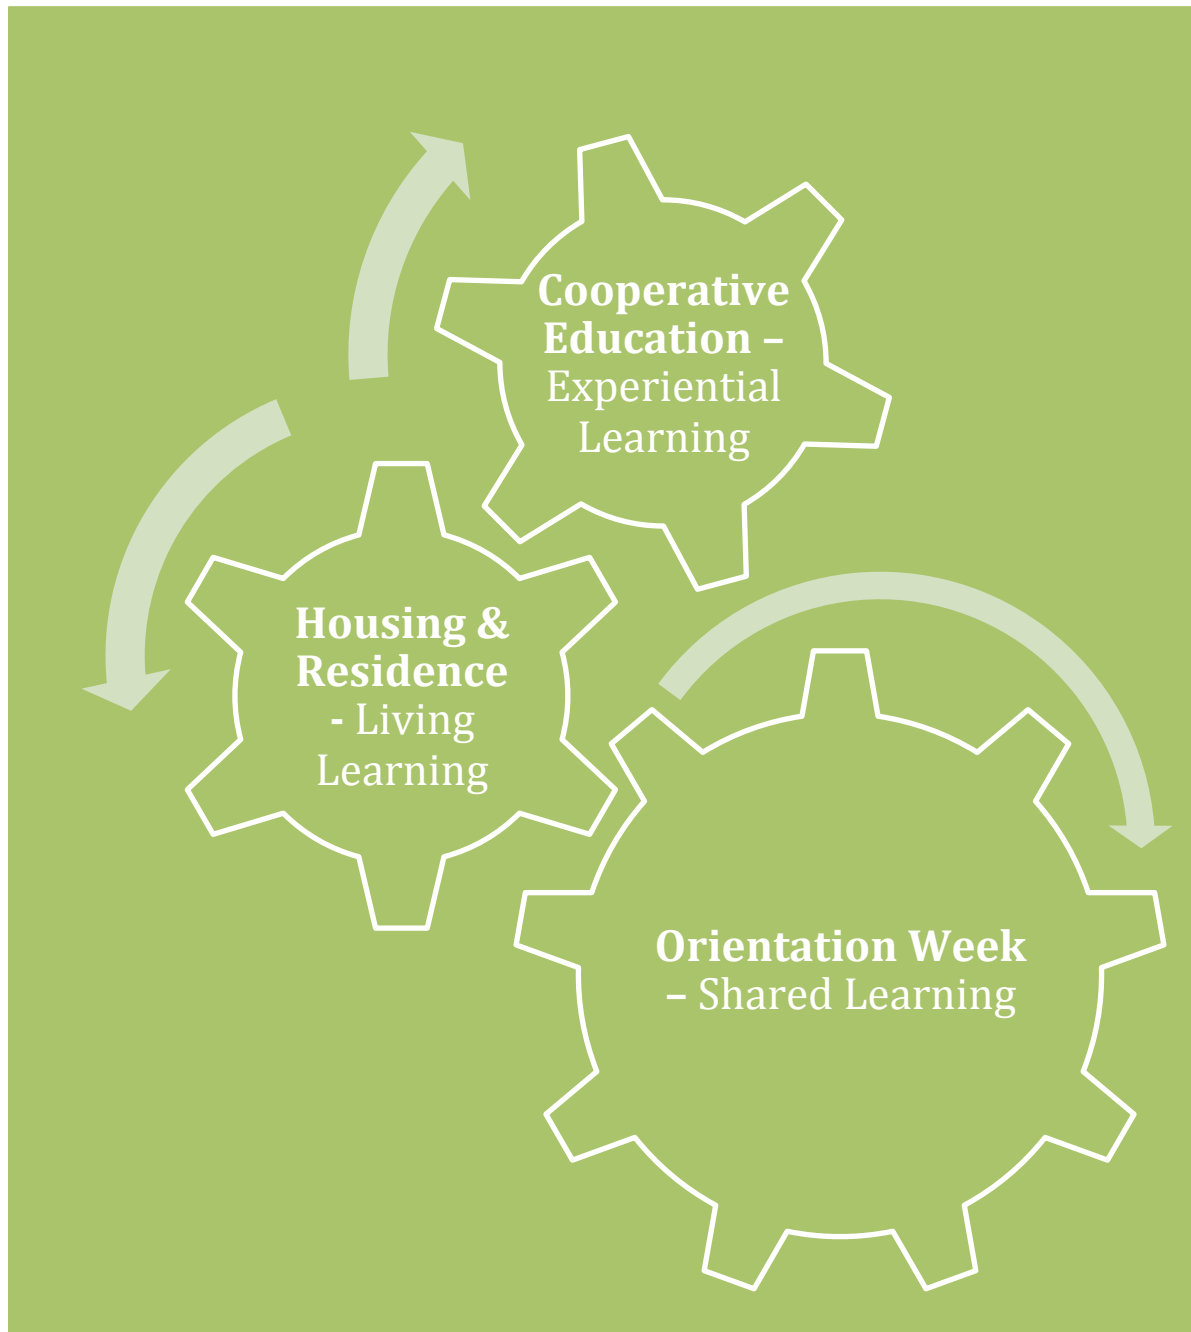 Cooperative
Education –
Experiential
Learning
Housing &
Residence
- Living
Learning
Orientation Week
– Shared Learning